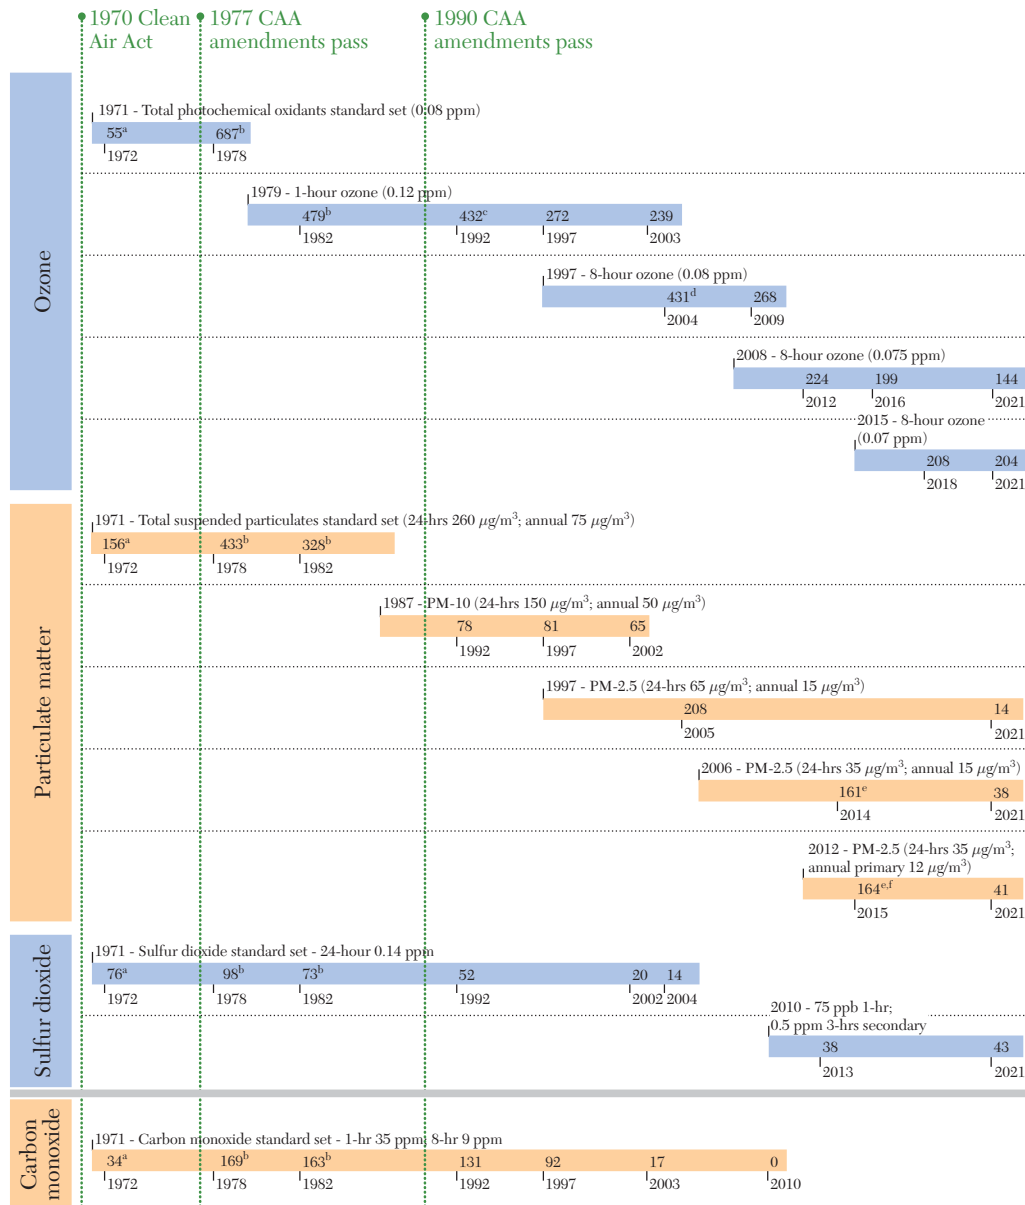 1970 Clean
Air Act
1977 CAA
amendments pass
1990 CAA
amendments pass
Ozone
1971 - Total photochemical oxidants standard set (0.08 ppm)
55ᵃ 687ᵇ
1972 1978
1979 - 1-hour ozone (0.12 ppm)
479ᵇ 432ᶜ 272 239
1982 1992 1997 2003
1997 - 8-hour ozone (0.08 ppm)
431ᵈ 268
2004 2009
2008 - 8-hour ozone (0.075 ppm)
224 199 144
2012 2016 2021
2015 - 8-hour ozone
(0.07 ppm)
208 204
2018 2021
Particulate matter
1971 - Total suspended particulates standard set (24-hrs 260 μg/m³; annual 75 μg/m³)
156ᵃ 433ᵇ 328ᵇ
1972 1978 1982
1987 - PM-10 (24-hrs 150 μg/m³; annual 50 μg/m³)
78 81 65
1992 1997 2002
1997 - PM-2.5 (24-hrs 65 μg/m³; annual 15 μg/m³)
208 14
2005 2021
2006 - PM-2.5 (24-hrs 35 μg/m³; annual 15 μg/m³)
161ᵉ 38
2014 2021
2012 - PM-2.5 (24-hrs 35 μg/m³;
annual primary 12 μg/m³)
164ᵉ,ᶠ 41
2015 2021
Sulfur dioxide
1971 - Sulfur dioxide standard set - 24-hour 0.14 ppm
76ᵃ 98ᵇ 73ᵇ 52 20 14
1972 1978 1982 1992 2002 2004
2010 - 75 ppb 1-hr;
0.5 ppm 3-hrs secondary
38 43
2013 2021
Carbon
monoxide
1971 - Carbon monoxide standard set - 1-hr 35 ppm; 8-hr 9 ppm
34ᵃ 169ᵇ 163ᵇ 131 92 17 0
1972 1978 1982 1992 1997 2003 2010